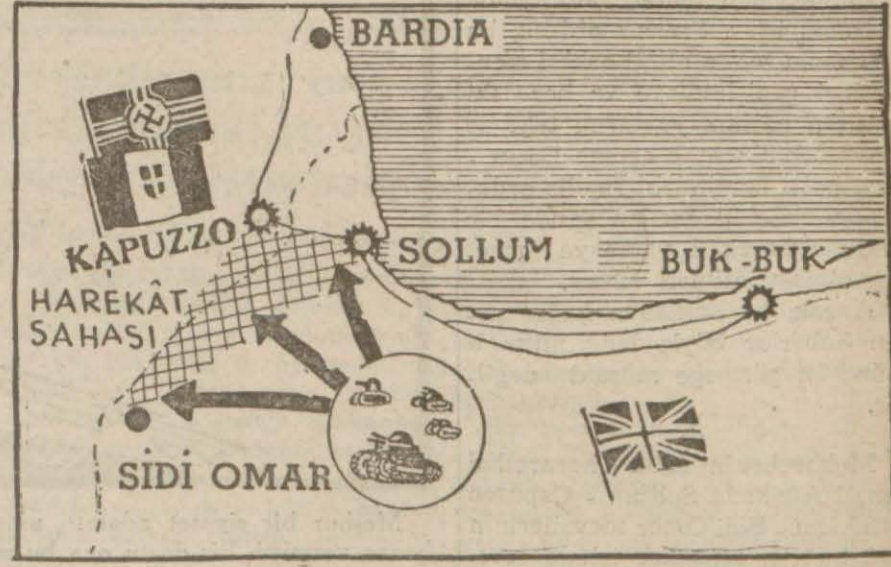 BARDIA
KAPUZZO
SOLLUM
BUK-BUK
HAREKÂT
SAHASI
SİDİ OMAR